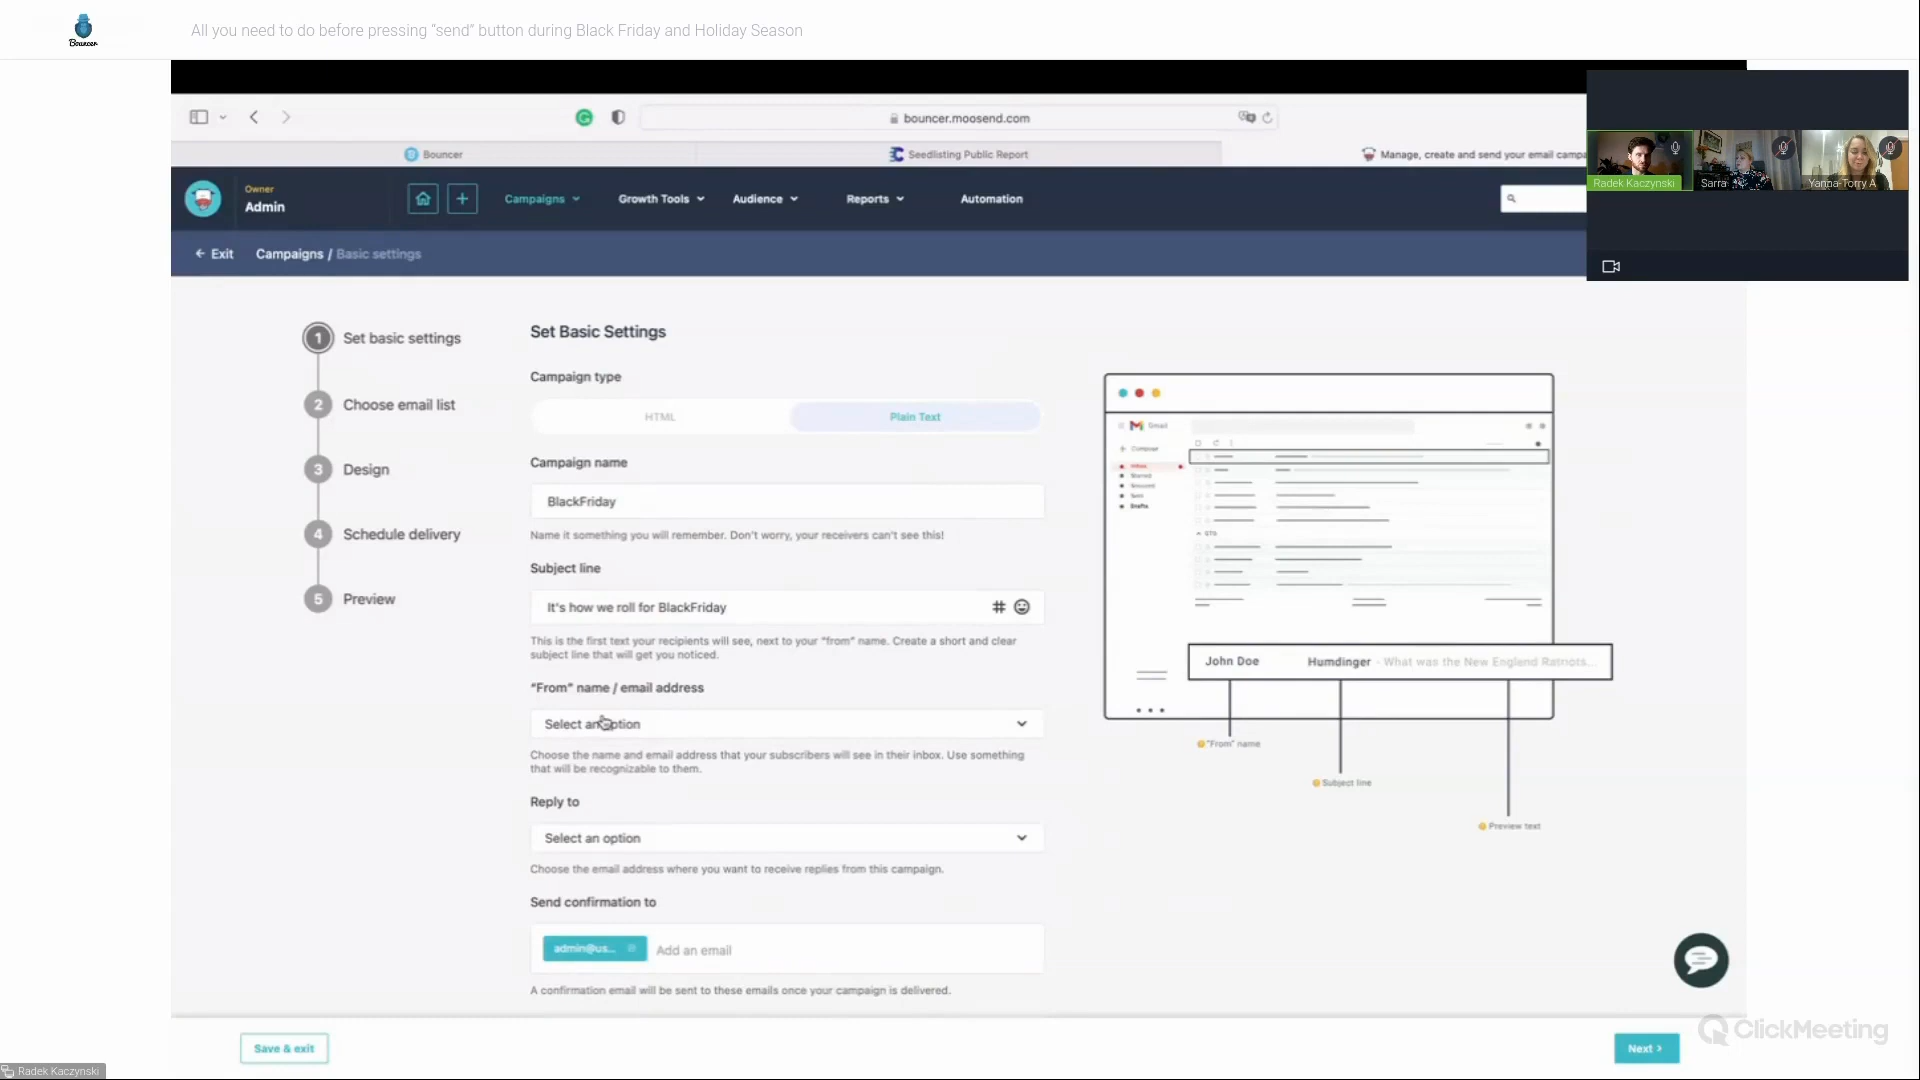 Bouncer
All you need to do before pressing “send” button during Black Friday and Holiday Season
bouncer.moosend.com
Bouncer
Seedlisting Public Report
Manage, create and send your email campa
Owner
Admin
Campaigns
Growth Tools
Audience
Reports
Automation
Radek Kaczynski
Sarra
Yanna-Torry A
Exit
Campaigns / Basic settings
1 Set basic settings
2 Choose email list
3 Design
4 Schedule delivery
5 Preview
Set Basic Settings
Campaign type
HTML
Plain Text
Campaign name
BlackFriday
Name it something you will remember. Don't worry, your receivers can't see this!
Subject line
It's how we roll for BlackFriday
This is the first text your recipients will see, next to your "from" name. Create a short and clear
subject line that will get you noticed.
"From" name / email address
Select an option
Choose the name and email address that your subscribers will see in their inbox. Use something
that will be recognizable to them.
Reply to
Select an option
Choose the email address where you want to receive replies from this campaign.
Send confirmation to
admin@us...
Add an email
A confirmation email will be sent to these emails once your campaign is delivered.
Gmail
Compose
Inbox
Starred
Snoozed
Sent
Drafts
John Doe
Humdinger - What was the New England Ratriots...
"From" name
Subject line
Preview text
Save & exit
Next >
ClickMeeting
Radek Kaczynski